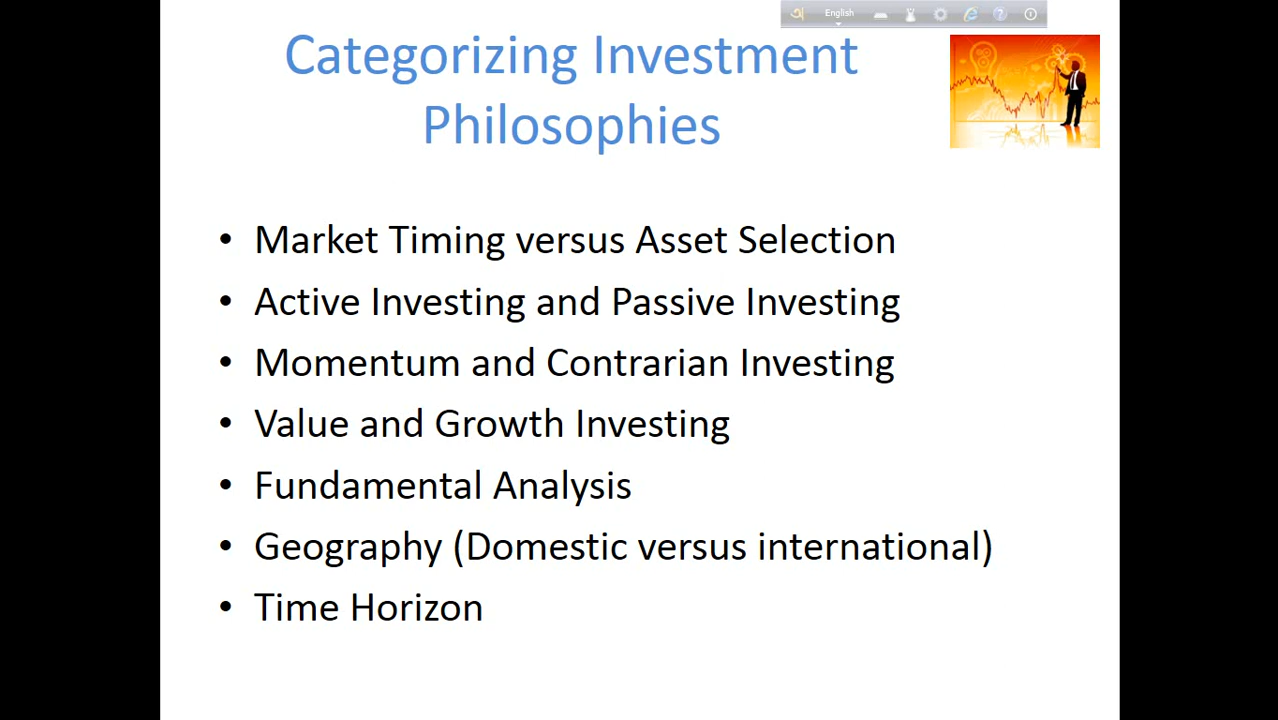 English
Categorizing Investment
Philosophies
• Market Timing versus Asset Selection
• Active Investing and Passive Investing
• Momentum and Contrarian Investing
• Value and Growth Investing
• Fundamental Analysis
• Geography (Domestic versus international)
• Time Horizon